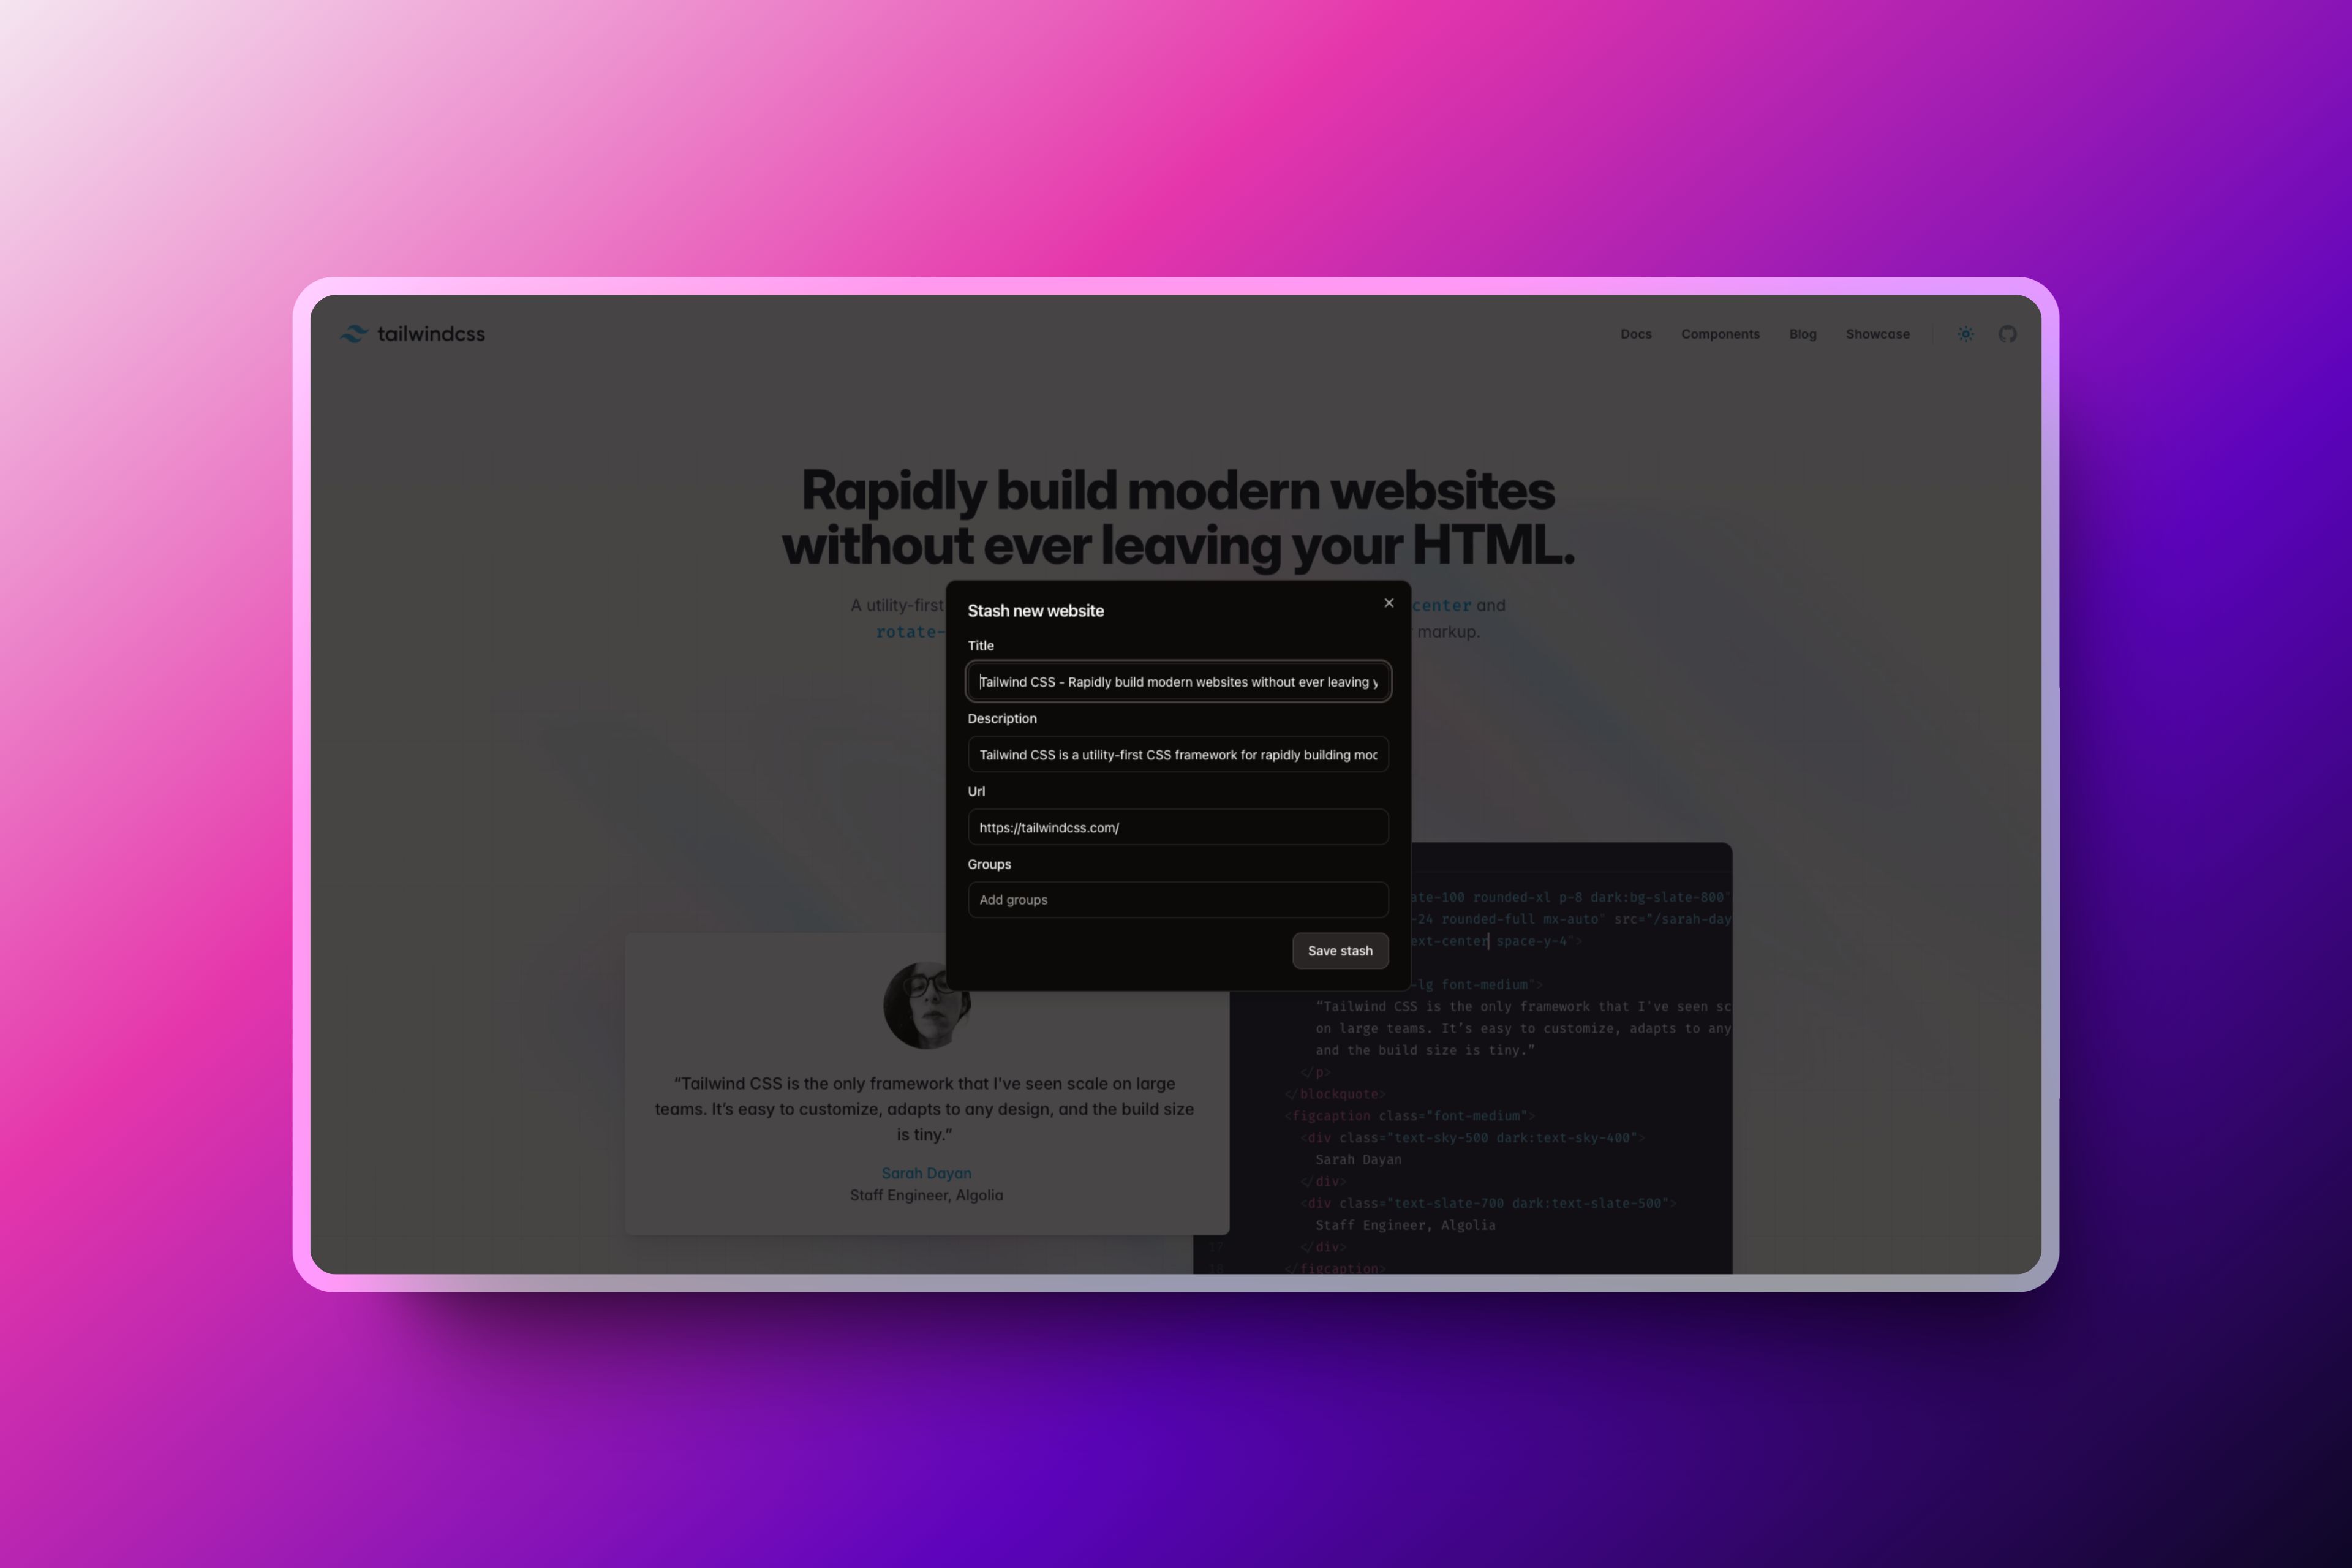 tailwindcss
Docs Components Blog Showcase
Rapidly build modern websites
without ever leaving your HTML.
A utility-first center and
rotate- markup.
Stash new website
Title
Tailwind CSS - Rapidly build modern websites without ever leaving y
Description
Tailwind CSS is a utility-first CSS framework for rapidly building moc
Url
https://tailwindcss.com/
Groups
Add groups
Save stash
“Tailwind CSS is the only framework that I've seen scale on large
teams. It’s easy to customize, adapts to any design, and the build size
is tiny.”
Sarah Dayan
Staff Engineer, Algolia
ate-100 rounded-xl p-8 dark:bg-slate-800"
-24 rounded-full mx-auto" src="/sarah-day
ext-center space-y-4">
-lg font-medium">
“Tailwind CSS is the only framework that I’ve seen sc
on large teams. It’s easy to customize, adapts to any
and the build size is tiny.”
</p>
</blockquote>
<figcaption class="font-medium">
<div class="text-sky-500 dark:text-sky-400">
Sarah Dayan
</div>
<div class="text-slate-700 dark:text-slate-500">
Staff Engineer, Algolia
17 </div>
18 </figcaption>